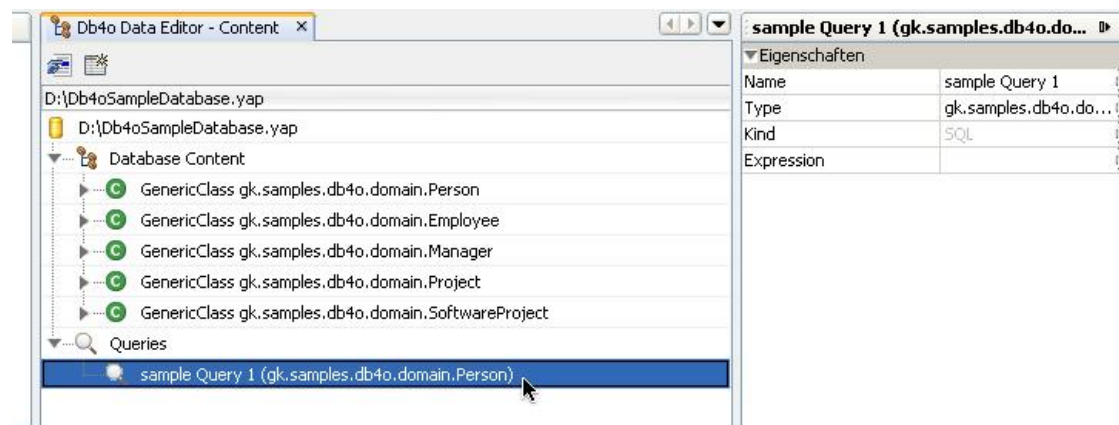 Db4o Data Editor - Content
D:\Db4oSampleDatabase.yap
D:\Db4oSampleDatabase.yap
Database Content
GenericClass gk.samples.db4o.domain.Person
GenericClass gk.samples.db4o.domain.Employee
GenericClass gk.samples.db4o.domain.Manager
GenericClass gk.samples.db4o.domain.Project
GenericClass gk.samples.db4o.domain.SoftwareProject
Queries
sample Query 1 (gk.samples.db4o.domain.Person)
sample Query 1 (gk.samples.db4o.do...
Eigenschaften
Name sample Query 1
Type gk.samples.db4o.do...
Kind SQL
Expression